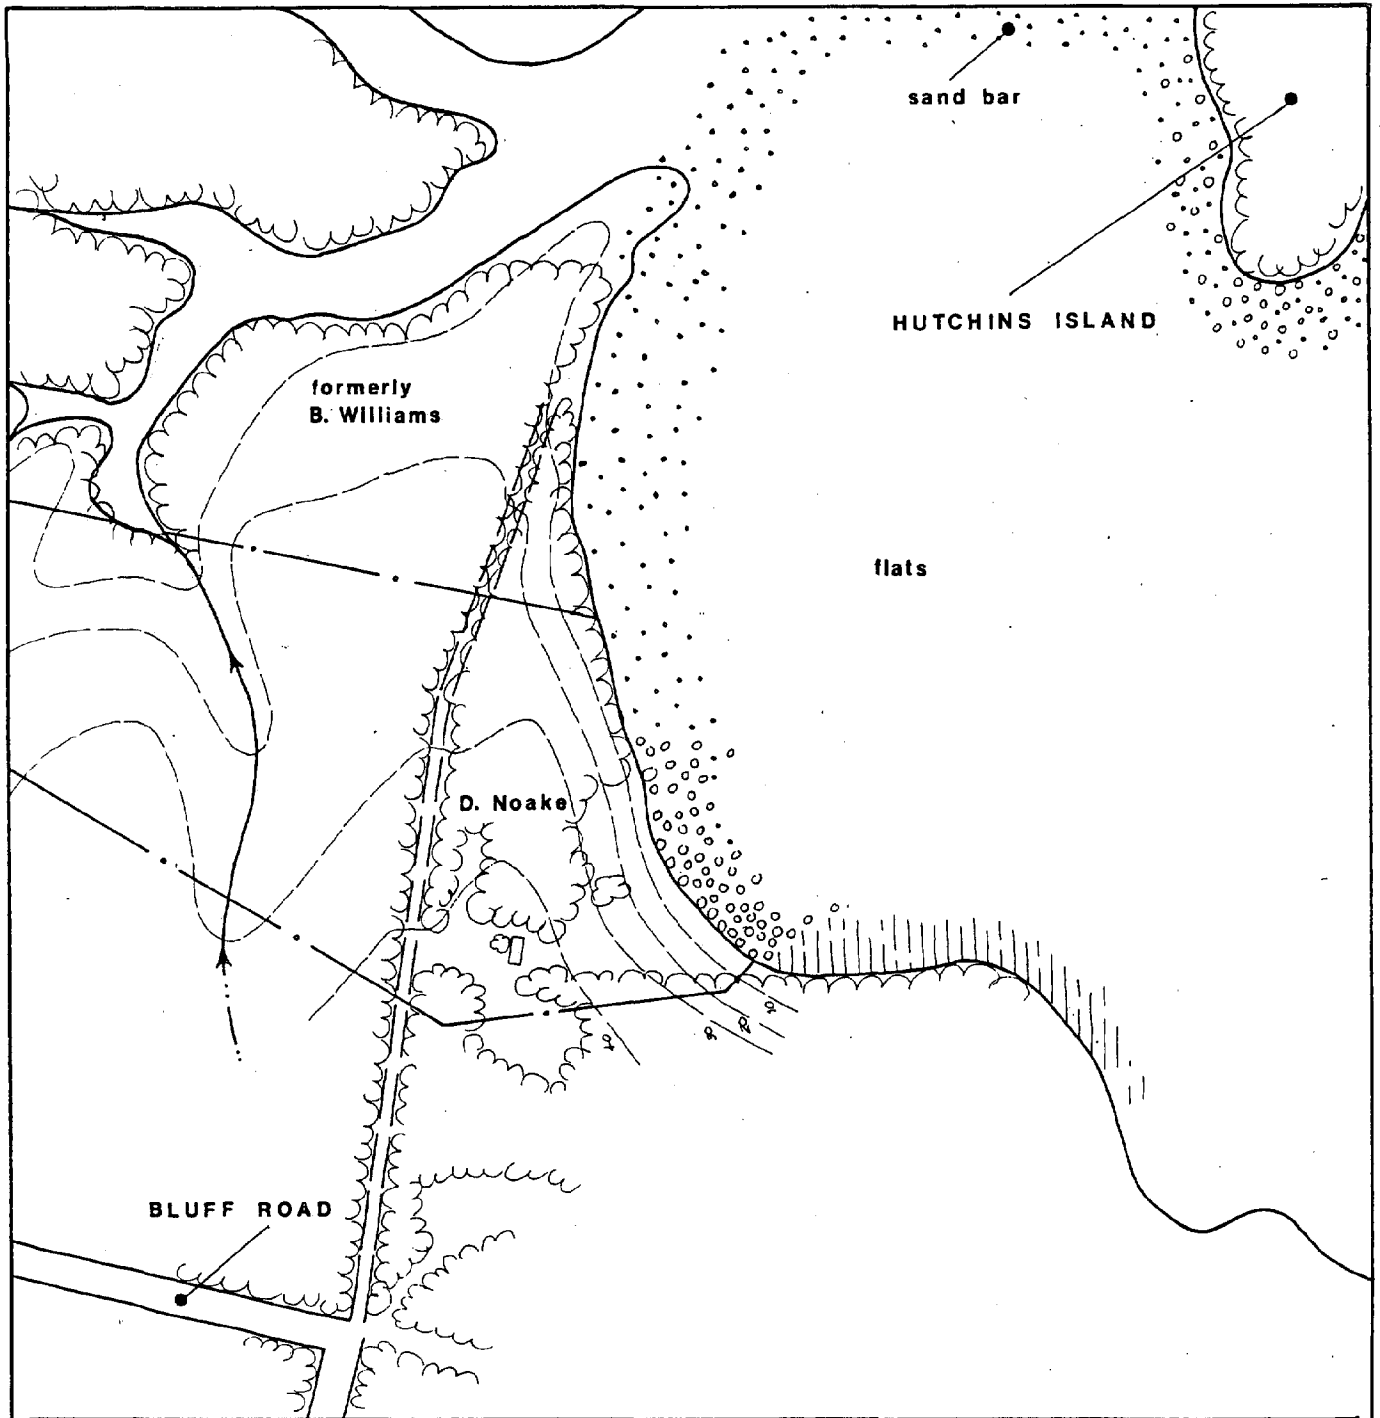 sand bar
HUTCHINS ISLAND
formerly
B. Williams
flats
D. Noake
BLUFF ROAD